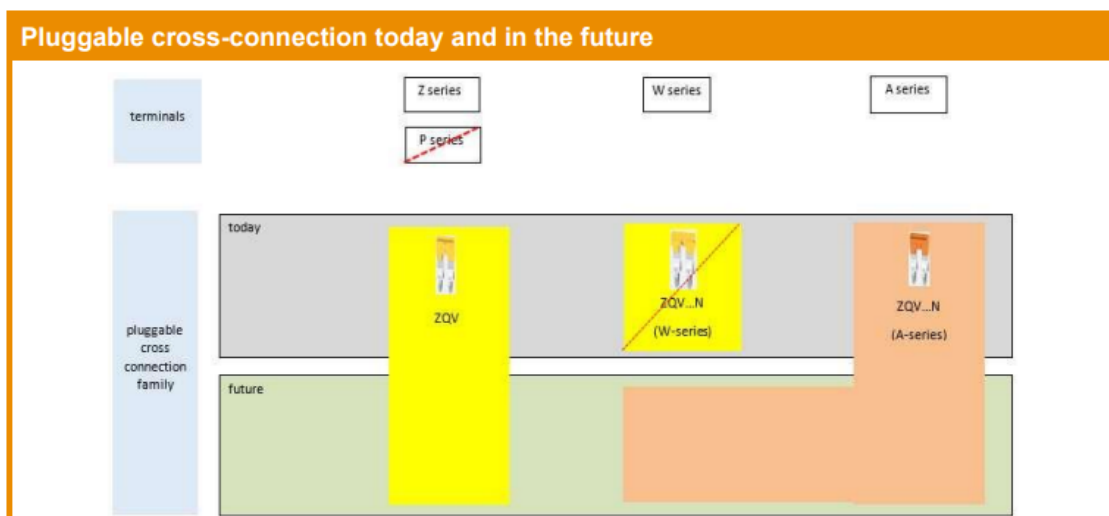 Pluggable cross-connection today and in the future
terminals
Z series
W series
A series
P series
pluggable
cross
connection
family
today
ZQV
ZQV...N
(W-series)
ZQV...N
(A-series)
future